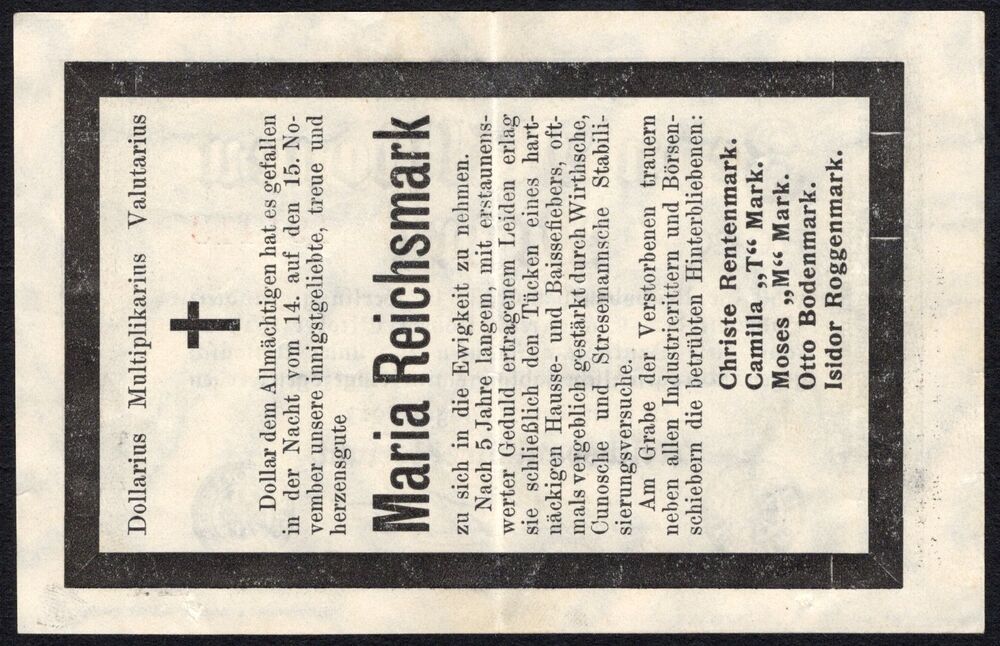 Dollarius Multiplikarius Valutarius
Dollar dem Allmächtigen hat es gefallen
in der Nacht vom 14. auf den 15. No-
vember unsere innigstgeliebte, treue und
herzensgute
Maria Reichsmark
zu sich in die Evigkeit zu nehmen.
Nach 5 Jahre langem, mit erstaunens-
werter Geduld ertragenem Leiden erlag
sie schließlich den Tücken eines hart-
näckigen Hausse- und Baissefiebers, oft-
mals vergeblich gestärkt durch Wirthsche,
Cunosche und Stresemannsche Stabili-
sierungsversuche.
Am Grabe der Verstorbenen trauern
neben allen Industrierittern und Börsen-
schiebern die betrübten Hinterbliebenen:
Christe Rentenmark.
Camilla „T“ Mark.
Moses „M“ Mark.
Otto Bodenmark.
Isidor Roggenmark.